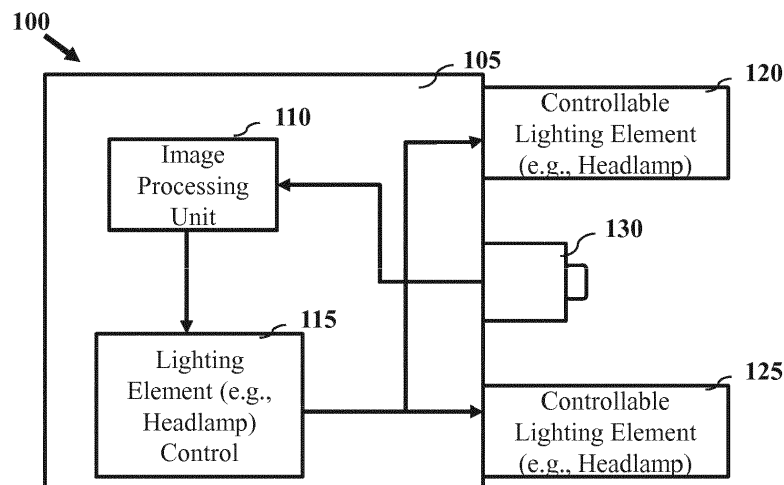 100
105
120
Controllable
Lighting Element
(e.g., Headlamp)
110
Image
Processing
Unit
130
115
Lighting
Element (e.g.,
Headlamp)
Control
125
Controllable
Lighting Element
(e.g., Headlamp)